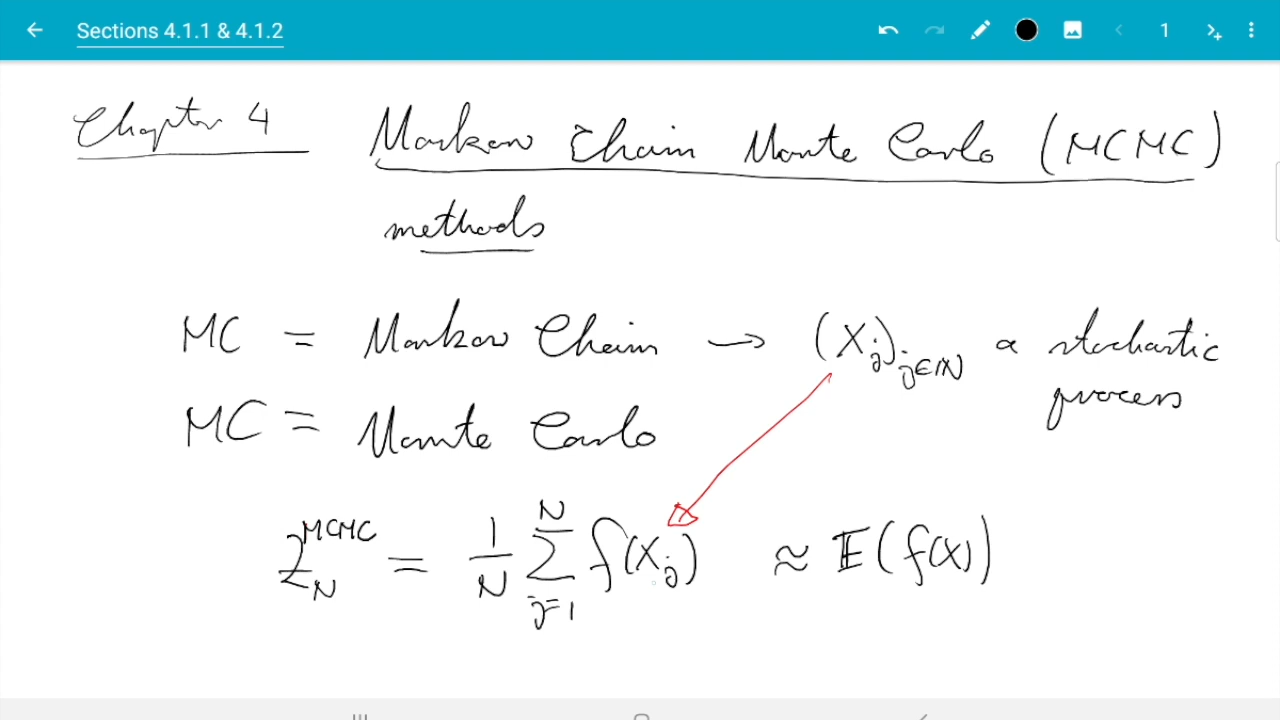 Sections 4.1.1 & 4.1.2
1
Chapter 4 Markov Chain Monte Carlo (MCMC)
methods
MC = Markov Chain → (X_j)_{j∈ℕ} a stochastic
process
MC = Monte Carlo
Z_N^{MCMC} = 1/N ∑_{j=1}^{N} f(X_j) ≈ 𝔼(f(X))